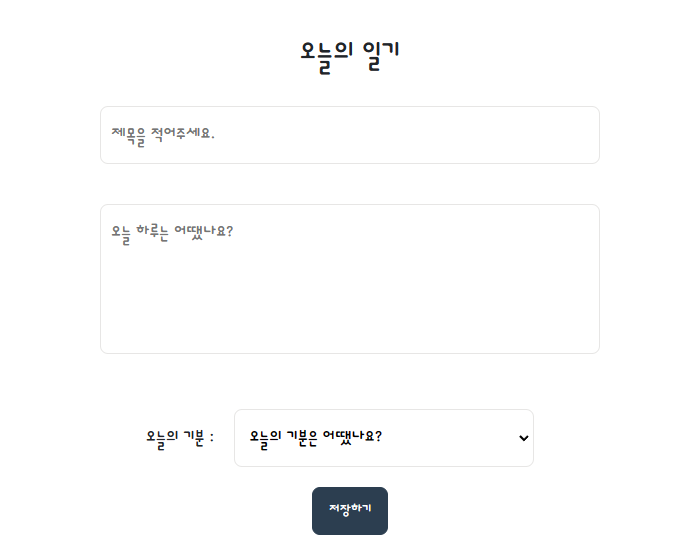 오늘의 일기
제목을 적어주세요.
오늘 하루는 어땠나요?
오늘의 기분 : 오늘의 기분은 어땠나요?
저장하기